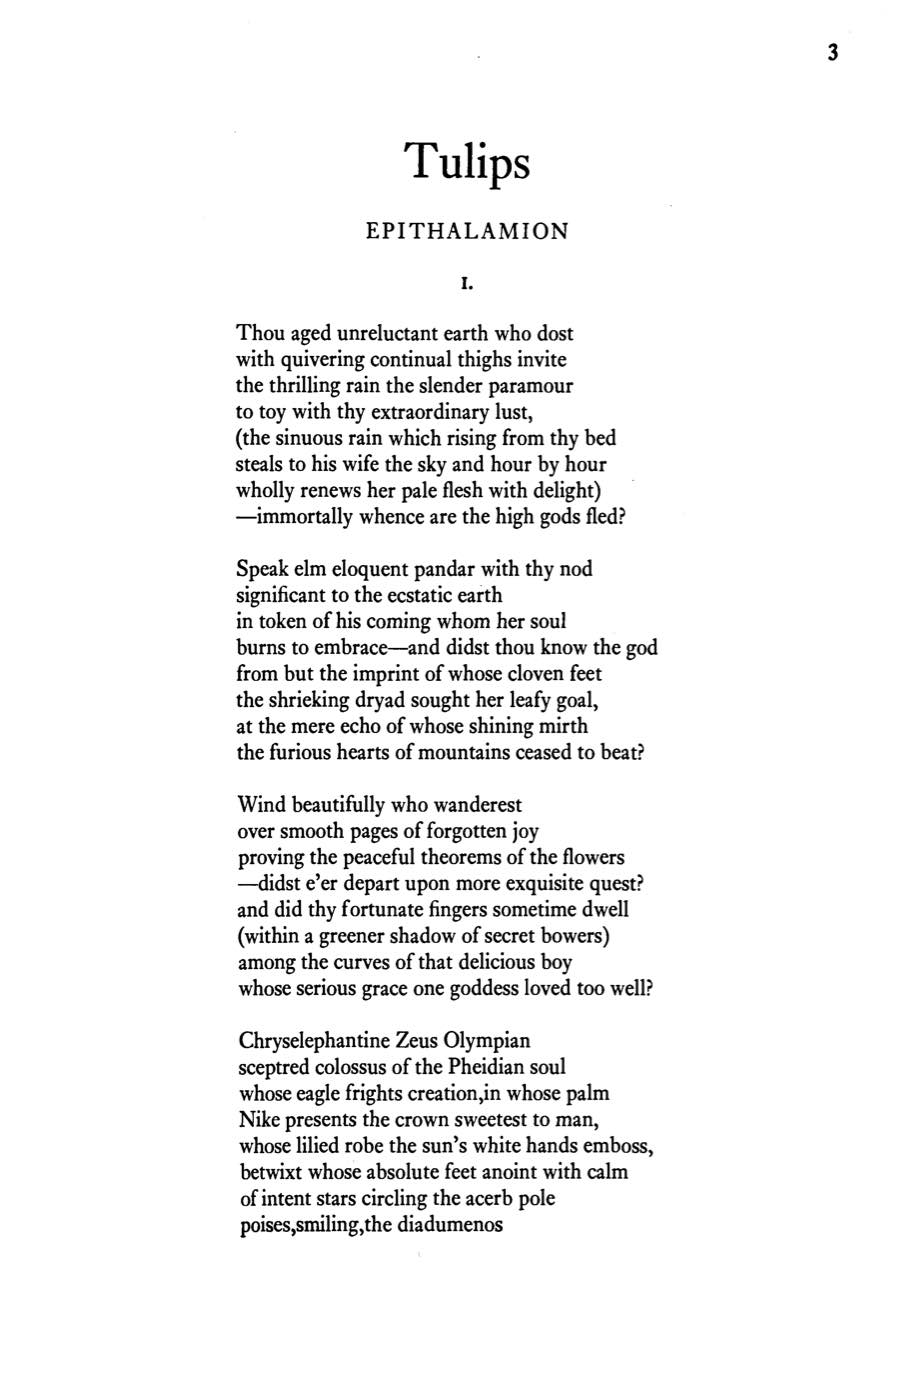 3
Tulips
EPITHALAMION
I.
Thou aged unreluctant earth who dost
with quivering continual thighs invite
the thrilling rain the slender paramour
to toy with thy extraordinary lust,
(the sinuous rain which rising from thy bed
steals to his wife the sky and hour by hour
wholly renews her pale flesh with delight)
—immortally whence are the high gods fled?
Speak elm eloquent pandar with thy nod
significant to the ecstatic earth
in token of his coming whom her soul
burns to embrace—and didst thou know the god
from but the imprint of whose cloven feet
the shrieking dryad sought her leafy goal,
at the mere echo of whose shining mirth
the furious hearts of mountains ceased to beat?
Wind beautifully who wanderest
over smooth pages of forgotten joy
proving the peaceful theorems of the flowers
—didst e'er depart upon more exquisite quest?
and did thy fortunate fingers sometime dwell
(within a greener shadow of secret bowers)
among the curves of that delicious boy
whose serious grace one goddess loved too well?
Chryselephantine Zeus Olympian
sceptred colossus of the Pheidian soul
whose eagle frights creation,in whose palm
Nike presents the crown sweetest to man,
whose lilied robe the sun's white hands emboss,
betwixt whose absolute feet anoint with calm
of intent stars circling the acerb pole
poises,smiling,the diadumenos